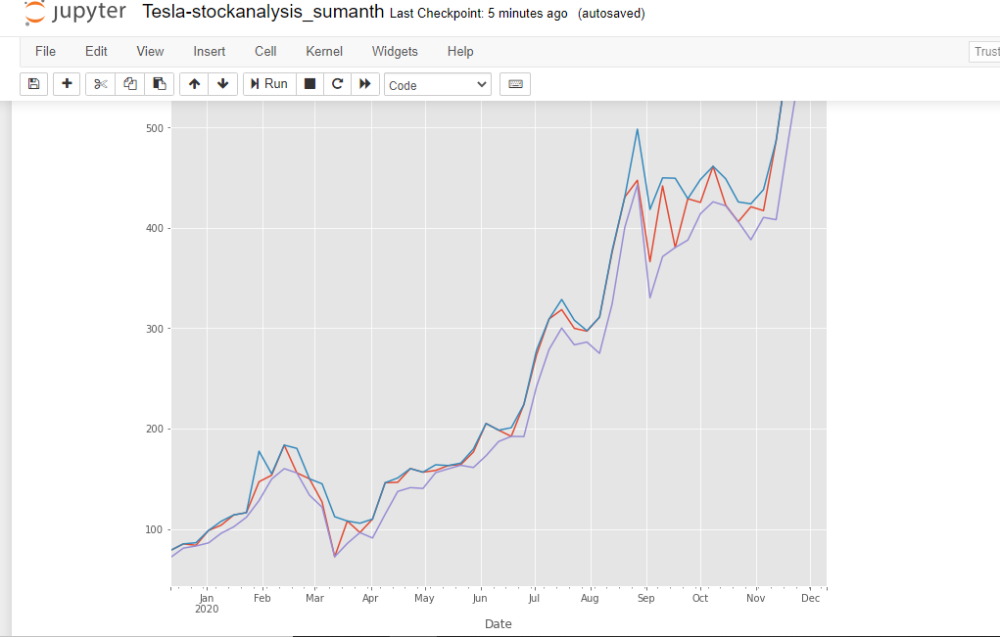 jupyter Tesla-stockanalysis_sumanth Last Checkpoint: 5 minutes ago (autosaved)
File Edit View Insert Cell Kernel Widgets Help Trust
Run Code
500
400
300
200
100
Jan Feb Mar Apr May Jun Jul Aug Sep Oct Nov Dec
2020
Date